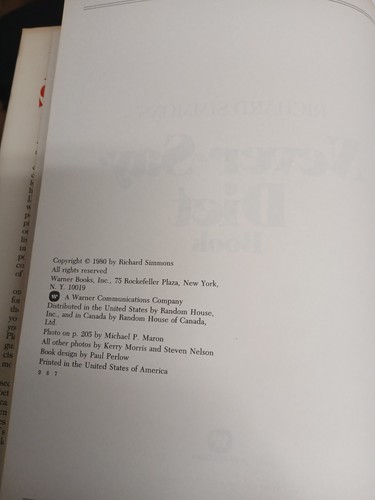 Copyright © 1980 by Richard Simmons
All rights reserved
Warner Books, Inc., 75 Rockefeller Plaza, New York,
N. Y. 10019
A Warner Communications Company
Distributed in the United States by Random House,
Inc., and in Canada by Random House of Canada,
Ltd
Photo on p. 205 by Michael P. Maron
All other photos by Kerry Morris and Steven Nelson
Book design by Paul Perlow
Printed in the United States of America
9 8 7